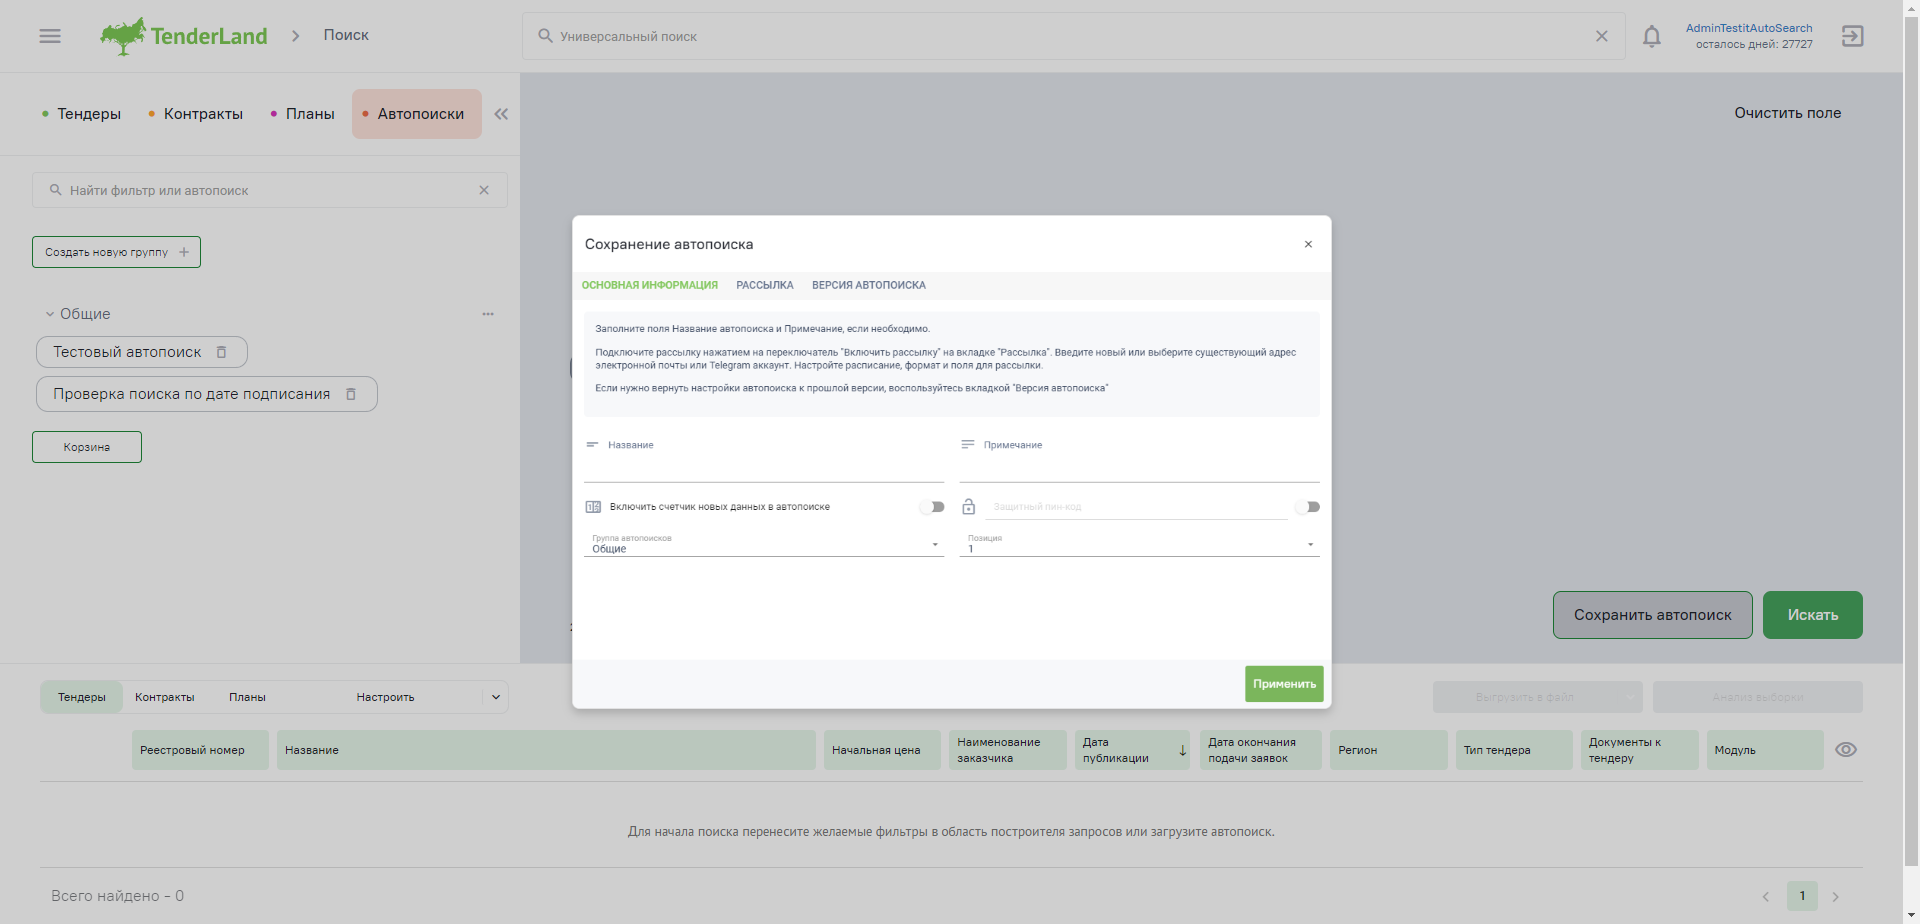 TenderLand
Поиск
Универсальный поиск
AdminTestitAutoSearch
осталось дней: 27727
Тендеры
Контракты
Планы
Автопоиски
Очистить поле
Найти фильтр или автопоиск
Создать новую группу
Общие
Тестовый автопоиск
Проверка поиска по дате подписания
Корзина
Сохранение автопоиска
ОСНОВНАЯ ИНФОРМАЦИЯ
РАССЫЛКА
ВЕРСИЯ АВТОПОИСКА
Заполните поля Название автопоиска и Примечание, если необходимо.
Подключите рассылку нажатием на переключатель "Включить рассылку" на вкладке "Рассылка". Введите новый или выберите существующий адрес
электронной почты или Telegram аккаунт. Настройте расписание, формат и поля для рассылки.
Если нужно вернуть настройки автопоиска к прошлой версии, воспользуйтесь вкладкой "Версия автопоиска"
Название
Примечание
Включить счетчик новых данных в автопоиске
Защитный пин-код
Группа автопоисков
Общие
Позиция
1
Применить
Сохранить автопоиск
Искать
Тендеры
Контракты
Планы
Настроить
Выгрузить в файл
Анализ выборки
Реестровый номер
Название
Начальная цена
Наименование
заказчика
Дата
публикации
Дата окончания
подачи заявок
Регион
Тип тендера
Документы к
тендеру
Модуль
Для начала поиска перенесите желаемые фильтры в область построителя запросов или загрузите автопоиск.
Всего найдено - 0
1